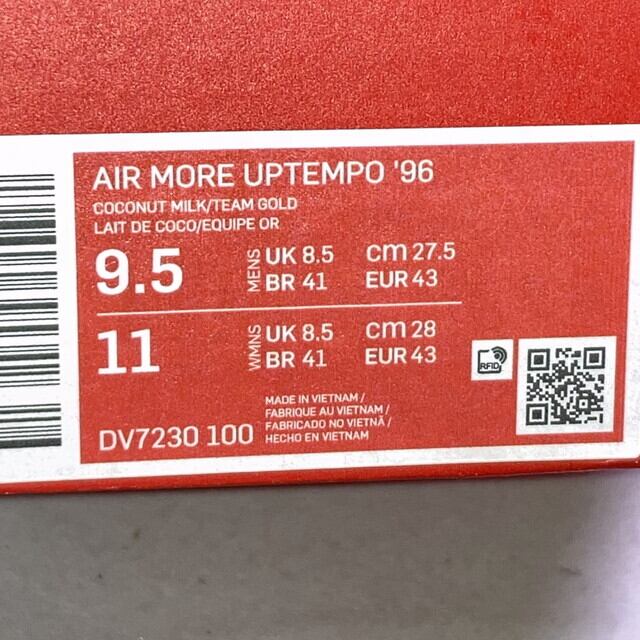 AIR MORE UPTEMPO '96
COCONUT MILK/TEAM GOLD
LAIT DE COCO/EQUIPE OR
9.5 MENS UK 8.5 cm 27.5
BR 41 EUR 43
11 WMNS UK 8.5 cm 28
BR 41 EUR 43
RFID
DV7230 100
MADE IN VIETNAM /
FABRIQUE AU VIETNAM /
FABRICADO NO VIETNÃ /
HECHO EN VIETNAM